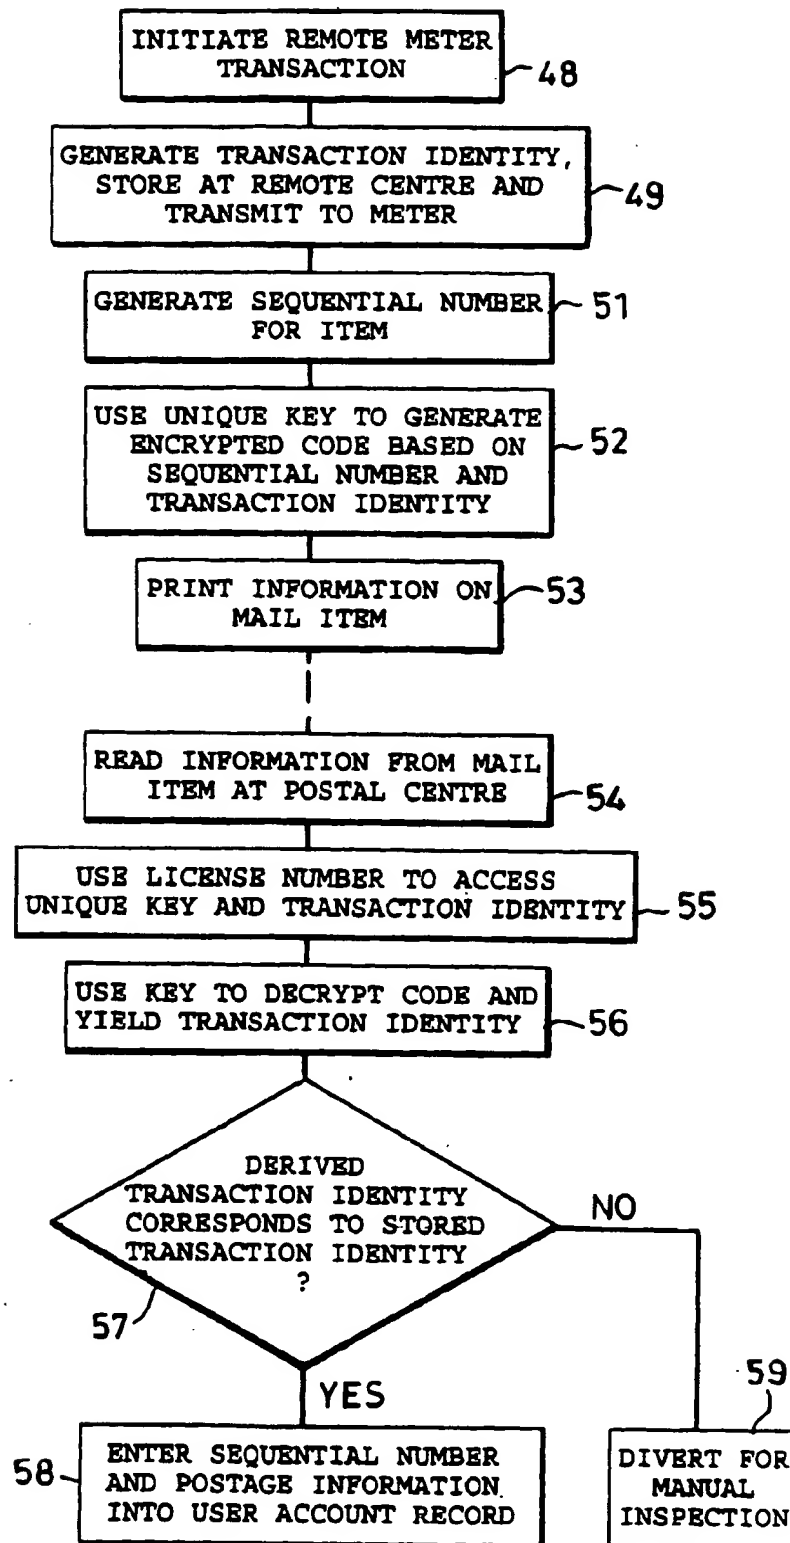 INITIATE REMOTE METER
TRANSACTION
48
GENERATE TRANSACTION IDENTITY,
STORE AT REMOTE CENTRE AND
TRANSMIT TO METER
49
GENERATE SEQUENTIAL NUMBER
FOR ITEM
51
USE UNIQUE KEY TO GENERATE
ENCRYPTED CODE BASED ON
SEQUENTIAL NUMBER AND
TRANSACTION IDENTITY
52
PRINT INFORMATION ON
MAIL ITEM
53
READ INFORMATION FROM MAIL
ITEM AT POSTAL CENTRE
54
USE LICENSE NUMBER TO ACCESS
UNIQUE KEY AND TRANSACTION IDENTITY
55
USE KEY TO DECRYPT CODE AND
YIELD TRANSACTION IDENTITY
56
DERIVED
TRANSACTION IDENTITY
CORRESPONDS TO STORED
TRANSACTION IDENTITY
?
57
NO
YES
58
ENTER SEQUENTIAL NUMBER
AND POSTAGE INFORMATION
INTO USER ACCOUNT RECORD
59
DIVERT FOR
MANUAL
INSPECTION